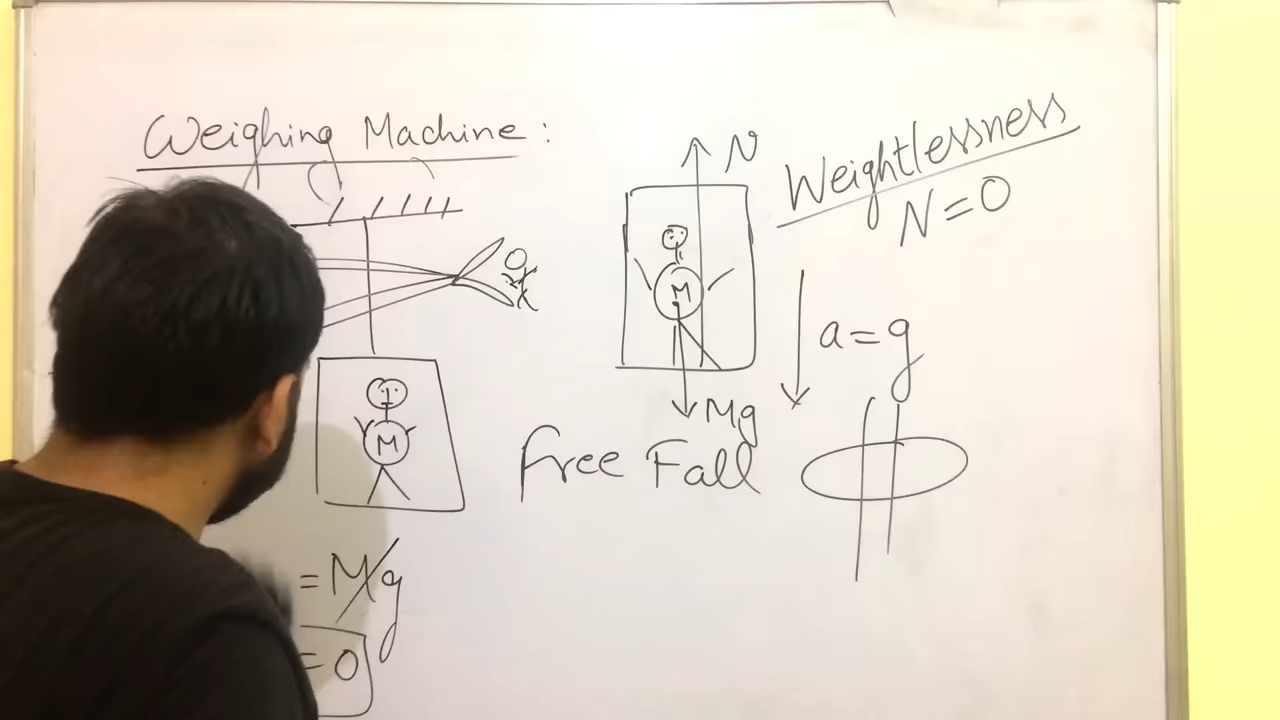 Weighing Machine:
N
Weightlessness
N=0
M
a=g
Mg
M
Free Fall
=Mg
=0